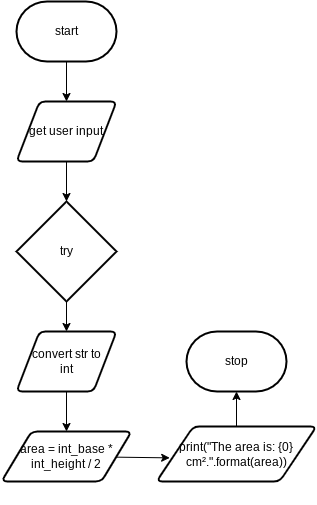 start
get user input
try
convert str to
int
area = int_base *
int_height / 2
print("The area is: {0}
cm².".format(area))
stop